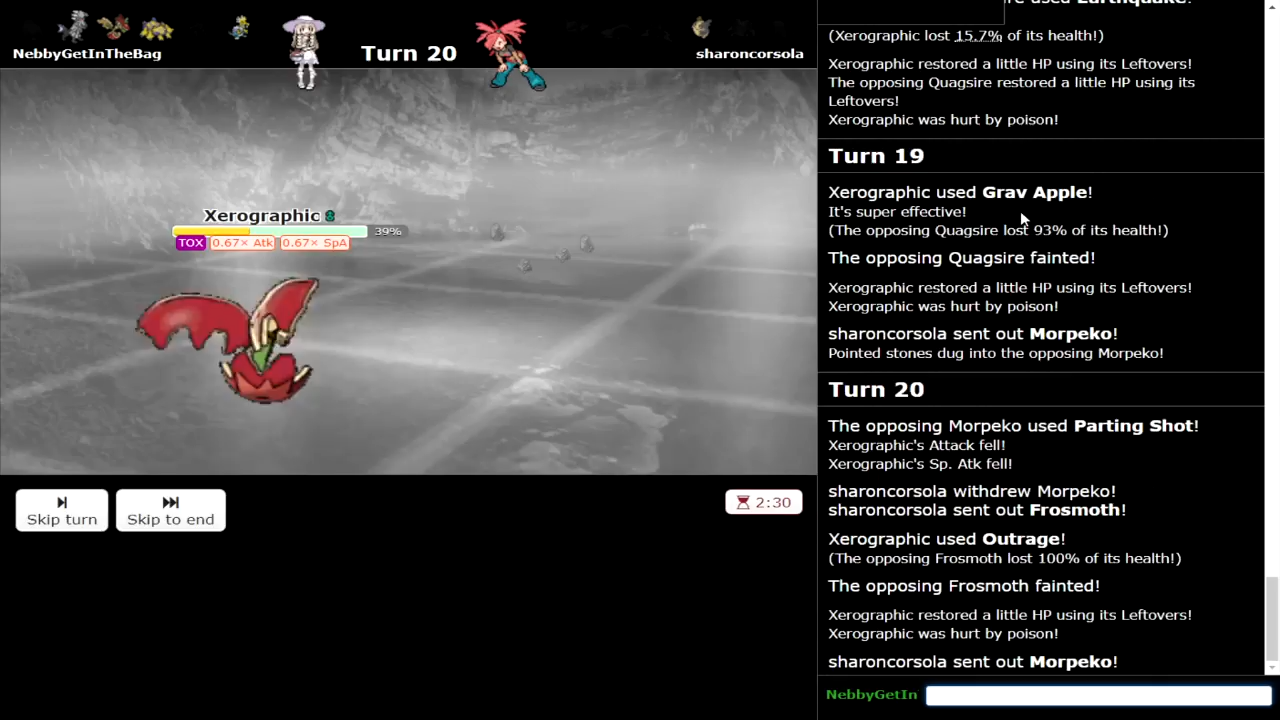 NebbyGetInTheBag
Turn 20
sharoncorsola
Xerographic
39%
TOX 0.67× Atk 0.67× SpA
Skip turn
Skip to end
2:30
Earthquake!
(Xerographic lost 15.7% of its health!)
Xerographic restored a little HP using its Leftovers!
The opposing Quagsire restored a little HP using its
Leftovers!
Xerographic was hurt by poison!
Turn 19
Xerographic used Grav Apple!
It's super effective!
(The opposing Quagsire lost 93% of its health!)
The opposing Quagsire fainted!
Xerographic restored a little HP using its Leftovers!
Xerographic was hurt by poison!
sharoncorsola sent out Morpeko!
Pointed stones dug into the opposing Morpeko!
Turn 20
The opposing Morpeko used Parting Shot!
Xerographic's Attack fell!
Xerographic's Sp. Atk fell!
sharoncorsola withdrew Morpeko!
sharoncorsola sent out Frosmoth!
Xerographic used Outrage!
(The opposing Frosmoth lost 100% of its health!)
The opposing Frosmoth fainted!
Xerographic restored a little HP using its Leftovers!
Xerographic was hurt by poison!
sharoncorsola sent out Morpeko!
NebbyGetIn